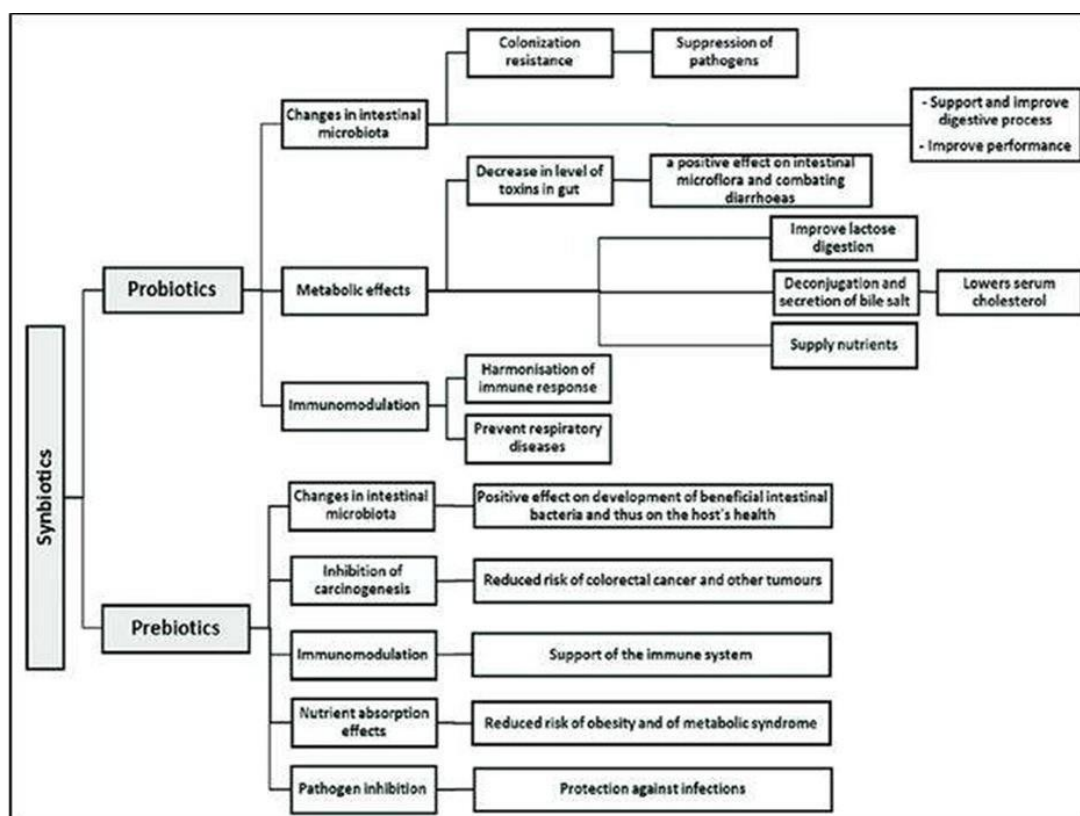 Synbiotics
Probiotics
Changes in intestinal
microbiota
Colonization
resistance
Suppression of
pathogens
- Support and improve
digestive process
- Improve performance
Metabolic effects
Decrease in level of
toxins in gut
a positive effect on intestinal
microflora and combating
diarrhoeas
Improve lactose
digestion
Deconjugation and
secretion of bile salt
Lowers serum
cholesterol
Supply nutrients
Immunomodulation
Harmonisation of
immune response
Prevent respiratory
diseases
Prebiotics
Changes in intestinal
microbiota
Positive effect on development of beneficial intestinal
bacteria and thus on the host's health
Inhibition of
carcinogenesis
Reduced risk of colorectal cancer and other tumours
Immunomodulation
Support of the immune system
Nutrient absorption
effects
Reduced risk of obesity and of metabolic syndrome
Pathogen inhibition
Protection against infections